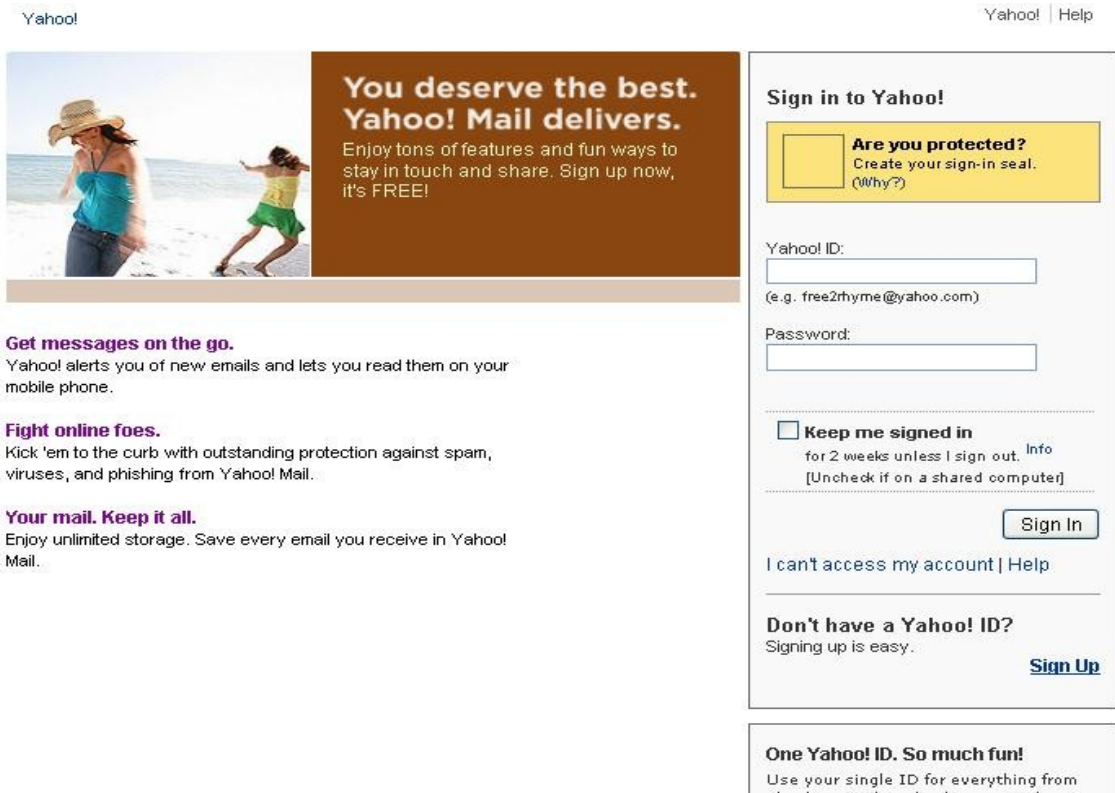 Yahoo!
Yahoo! | Help
You deserve the best.
Yahoo! Mail delivers.
Enjoy tons of features and fun ways to
stay in touch and share. Sign up now,
it's FREE!
Get messages on the go.
Yahoo! alerts you of new emails and lets you read them on your
mobile phone.
Fight online foes.
Kick 'em to the curb with outstanding protection against spam,
viruses, and phishing from Yahoo! Mail.
Your mail. Keep it all.
Enjoy unlimited storage. Save every email you receive in Yahoo!
Mail.
Sign in to Yahoo!
Are you protected?
Create your sign-in seal.
(Why?)
Yahoo! ID:
(e.g. free2rhyme@yahoo.com)
Password:
Keep me signed in
for 2 weeks unless I sign out. Info
[Uncheck if on a shared computer]
Sign In
I can't access my account | Help
Don't have a Yahoo! ID?
Signing up is easy.
Sign Up
One Yahoo! ID. So much fun!
Use your single ID for everything from